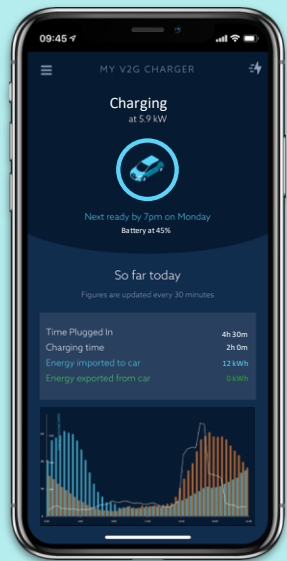 09:45
MY V2G CHARGER
Charging
at 5.9 kW
Next ready by 7pm on Monday
Battery at 45%
So far today
Figures are updated every 30 minutes
Time Plugged In 4h 30m
Charging time 2h 0m
Energy imported to car 12 kWh
Energy exported from car 0 kWh